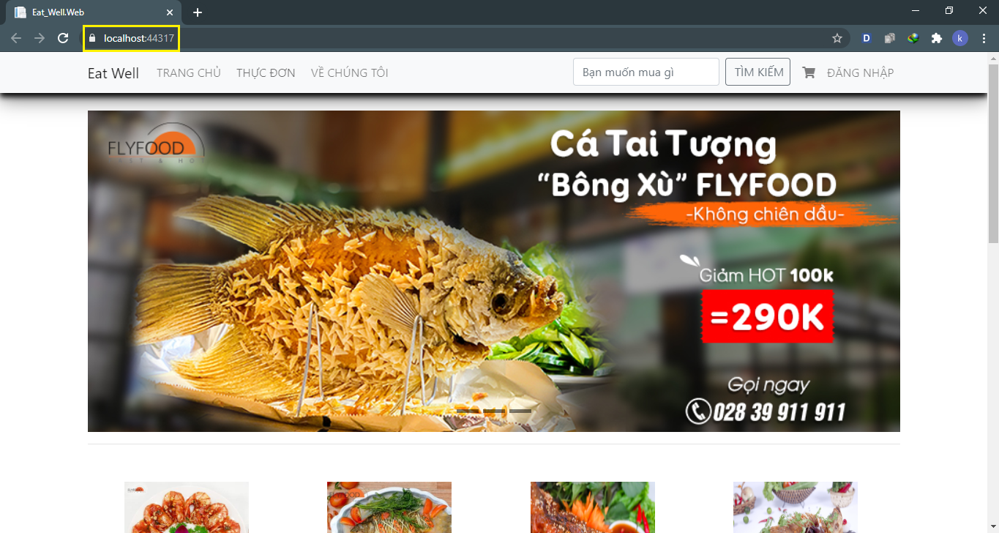 Eat_Well.Web
localhost:44317
D
k
Eat Well TRANG CHỦ THỰC ĐƠN VỀ CHÚNG TÔI Bạn muốn mua gì TÌM KIẾM ĐĂNG NHẬP
FLYFOOD
Cá Tai Tượng
“Bông Xù” FLYFOOD
-Không chiên dầu-
Giảm HOT 100k
=290K
Gọi ngay
028 39 911 911
FLYFOOD